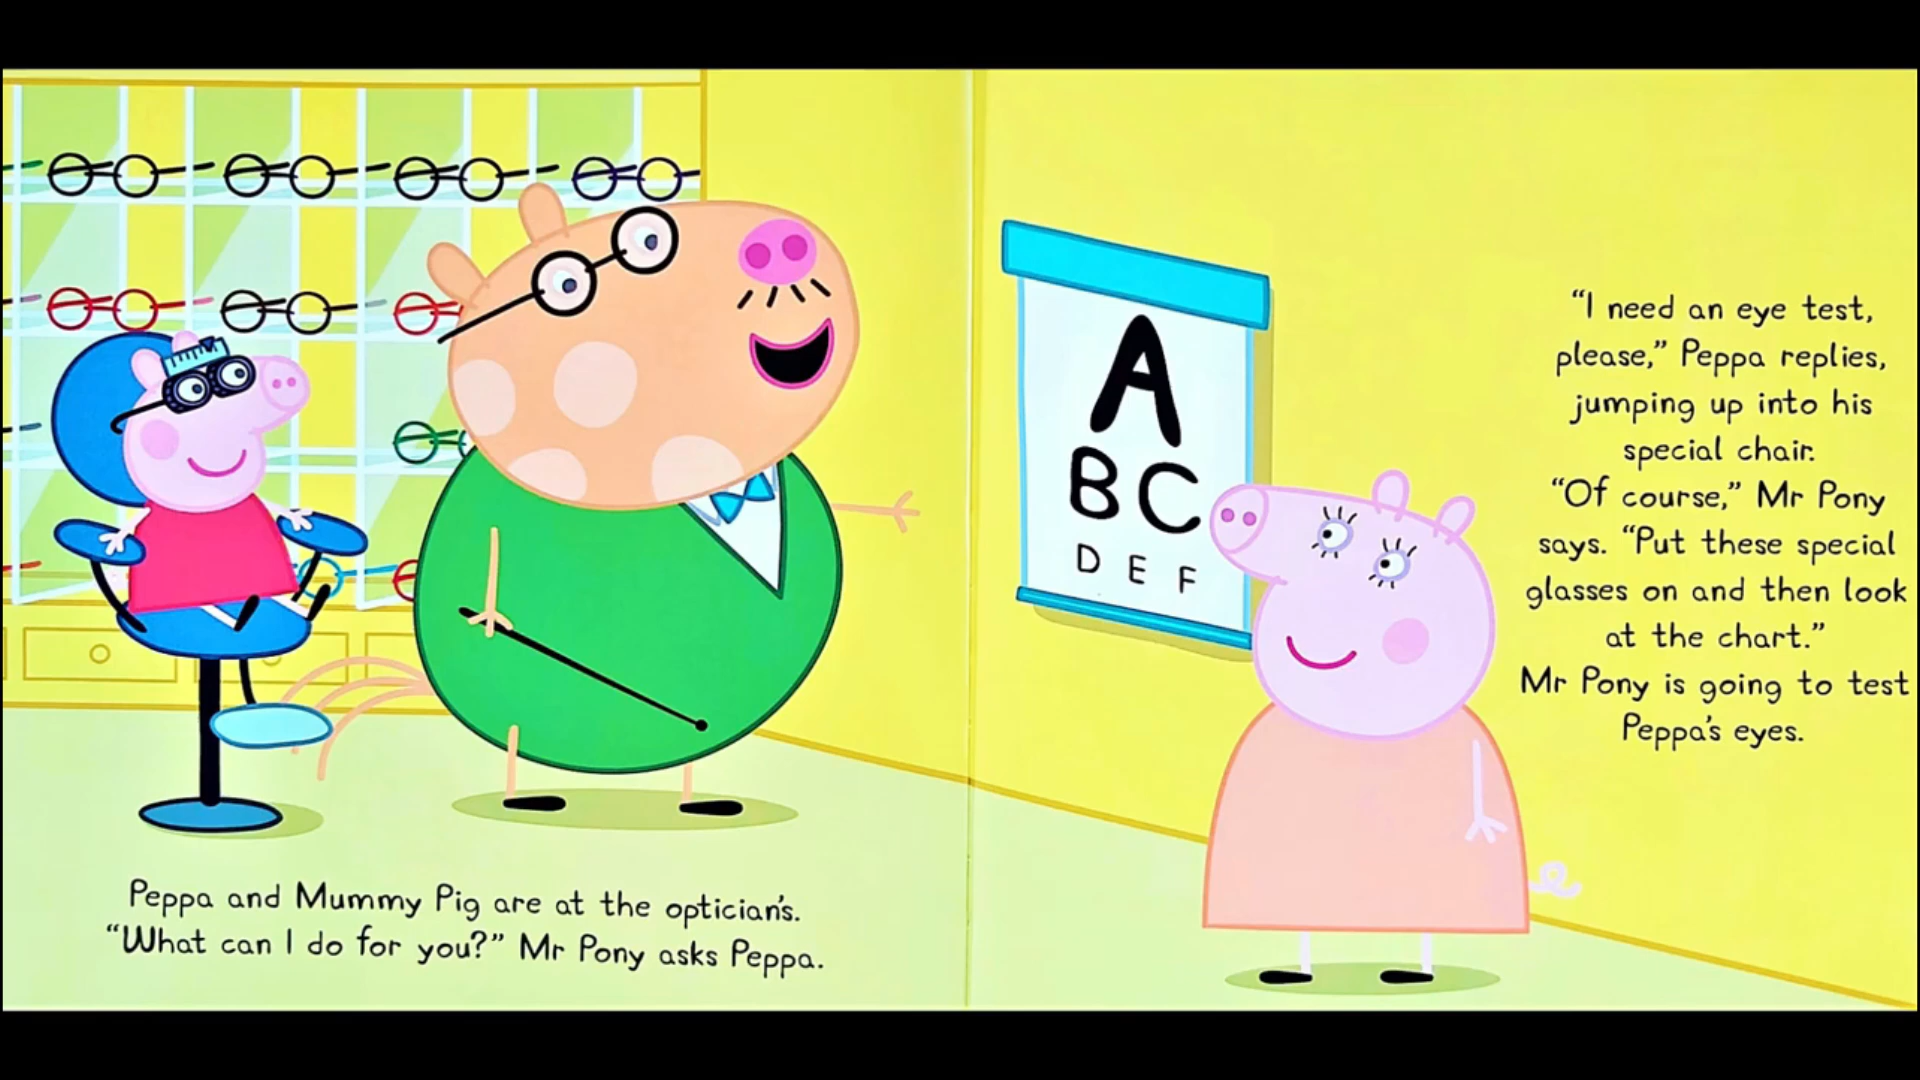 Peppa and Mummy Pig are at the optician's.
“What can I do for you?” Mr Pony asks Peppa.
A
BC
D E F
“I need an eye test,
please,” Peppa replies,
jumping up into his
special chair.
“Of course,” Mr Pony
says. “Put these special
glasses on and then look
at the chart.”
Mr Pony is going to test
Peppa's eyes.